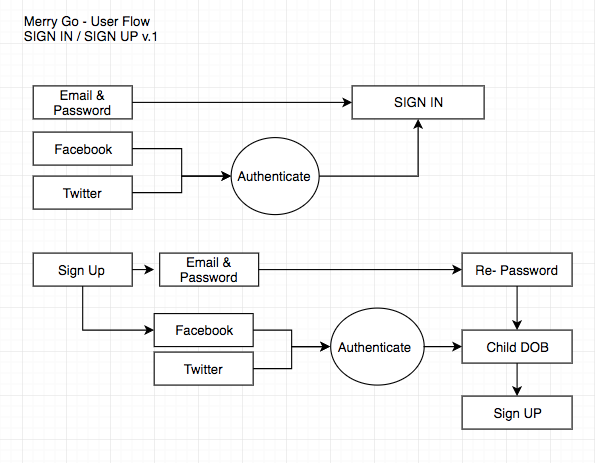 Merry Go - User Flow
SIGN IN / SIGN UP v.1
Email &
Password
SIGN IN
Facebook
Twitter
Authenticate
Sign Up
Email &
Password
Re- Password
Facebook
Twitter
Authenticate
Child DOB
Sign UP